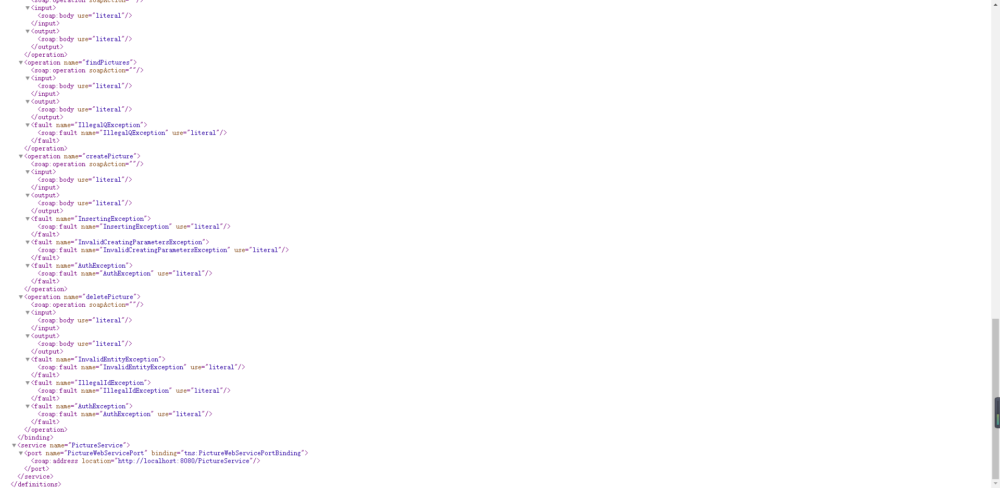 <soap:operation soapAction=""/>
▼<input>
<soap:body use="literal"/>
</input>
▼<output>
<soap:body use="literal"/>
</output>
</operation>
▼<operation name="findPictures">
<soap:operation soapAction=""/>
▼<input>
<soap:body use="literal"/>
</input>
▼<output>
<soap:body use="literal"/>
</output>
▼<fault name="IllegalQException">
<soap:fault name="IllegalQException" use="literal"/>
</fault>
</operation>
▼<operation name="createPicture">
<soap:operation soapAction=""/>
▼<input>
<soap:body use="literal"/>
</input>
▼<output>
<soap:body use="literal"/>
</output>
▼<fault name="InsertingException">
<soap:fault name="InsertingException" use="literal"/>
</fault>
▼<fault name="InvalidCreatingParametersException">
<soap:fault name="InvalidCreatingParametersException" use="literal"/>
</fault>
▼<fault name="AuthException">
<soap:fault name="AuthException" use="literal"/>
</fault>
</operation>
▼<operation name="deletePicture">
<soap:operation soapAction=""/>
▼<input>
<soap:body use="literal"/>
</input>
▼<output>
<soap:body use="literal"/>
</output>
▼<fault name="InvalidEntityException">
<soap:fault name="InvalidEntityException" use="literal"/>
</fault>
▼<fault name="IllegalIdException">
<soap:fault name="IllegalIdException" use="literal"/>
</fault>
▼<fault name="AuthException">
<soap:fault name="AuthException" use="literal"/>
</fault>
</operation>
</binding>
▼<service name="PictureService">
▼<port name="PictureWebServicePort" binding="tns:PictureWebServicePortBinding">
<soap:address location="http://localhost:8080/PictureService"/>
</port>
</service>
</definitions>